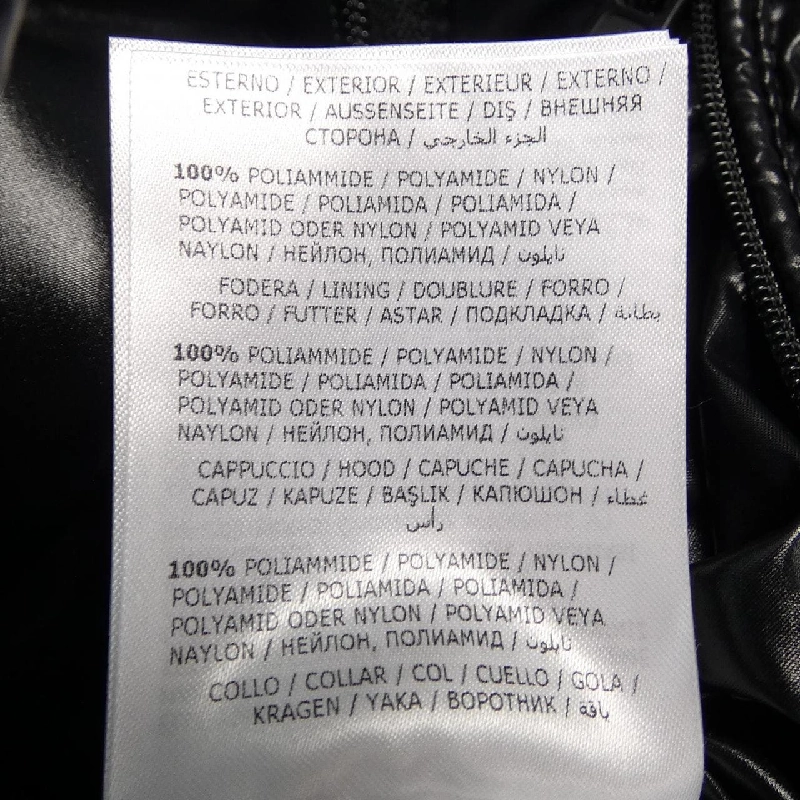 ESTERNO / EXTERIOR / EXTERIEUR / EXTERNO /
EXTERIOR / AUSSENSEITE / DIŞ / ВНЕШНЯЯ
СТОРОНА / الجزء الخارجي
100% POLIAMMIDE / POLYAMIDE / NYLON /
POLYAMIDE / POLIAMIDA / POLIAMIDA /
POLYAMID ODER NYLON / POLYAMID VEYA
NAYLON / НЕЙЛОН, ПОЛИАМИД / نايلون
FODERA / LINING / DOUBLURE / FORRO /
FORRO / FUTTER / ASTAR / ПОДКЛАДКА / بطانة
100% POLIAMMIDE / POLYAMIDE / NYLON /
POLYAMIDE / POLIAMIDA / POLIAMIDA /
POLYAMID ODER NYLON / POLYAMID VEYA
NAYLON / НЕЙЛОН, ПОЛИАМИД / نايلون
CAPPUCCIO / HOOD / CAPUCHE / CAPUCHA /
CAPUZ / KAPUZE / BAŞLIK / КАПЮШОН / غطاء
رأس
100% POLIAMMIDE / POLYAMIDE / NYLON /
POLYAMIDE / POLIAMIDA / POLIAMIDA /
POLYAMID ODER NYLON / POLYAMID VEYA
NAYLON / НЕЙЛОН, ПОЛИАМИД / نايلون
COLLO / COLLAR / COL / CUELLO / GOLA /
KRAGEN / YAKA / ВОРОТНИК / ياقة